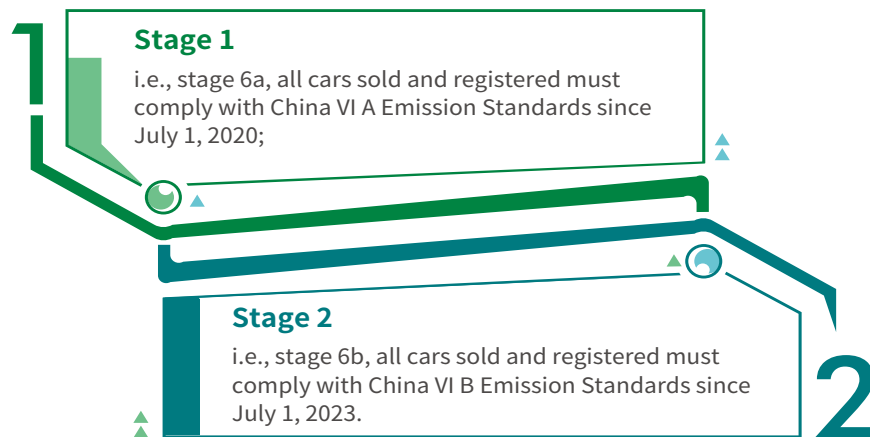 1
Stage 1
i.e., stage 6a, all cars sold and registered must
comply with China VI A Emission Standards since
July 1, 2020;
Stage 2
i.e., stage 6b, all cars sold and registered must
comply with China VI B Emission Standards since
July 1, 2023.
2